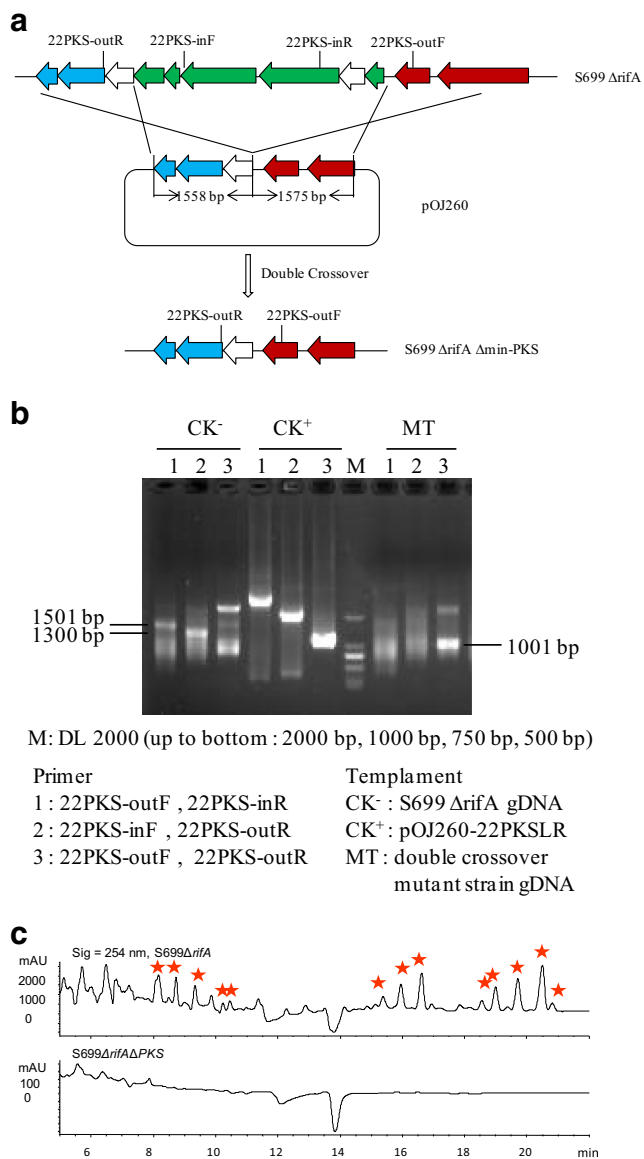 a
22PKS-outR 22PKS-inF 22PKS-inR 22PKS-outF
S699 ΔrifA
1558 bp 1575 bp
pOJ260
Double Crossover
22PKS-outR 22PKS-outF
S699 ΔrifA Δmin-PKS
b
CK- CK+ MT
1 2 3 1 2 3 M 1 2 3
1501 bp
1300 bp
1001 bp
M: DL 2000 (up to bottom : 2000 bp, 1000 bp, 750 bp, 500 bp)
Primer Templament
1 : 22PKS-outF , 22PKS-inR CK- : S699 ΔrifA gDNA
2 : 22PKS-inF , 22PKS-outR CK+ : pOJ260-22PKSLR
3 : 22PKS-outF , 22PKS-outR MT : double crossover
mutant strain gDNA
c
Sig = 254 nm, S699ΔrifA
mAU
2000
1000
0
S699ΔrifAΔPKS
mAU
100
0
6 8 10 12 14 16 18 20 min